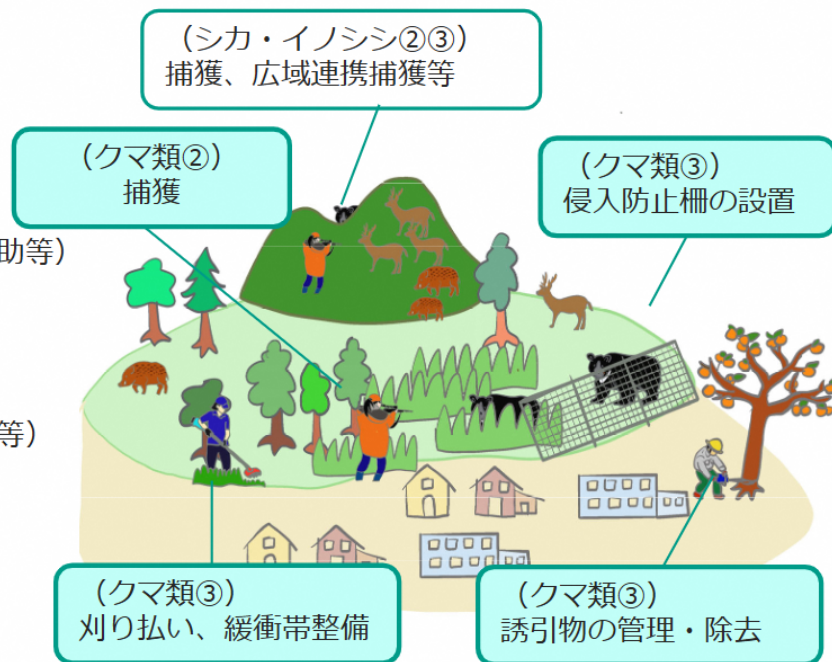 （シカ・イノシシ②③）
捕獲、広域連携捕獲等
（クマ類②）
捕獲
（クマ類③）
侵入防止柵の設置
助等）
等）
（クマ類③）
刈り払い、緩衝帯整備
（クマ類③）
誘引物の管理・除去